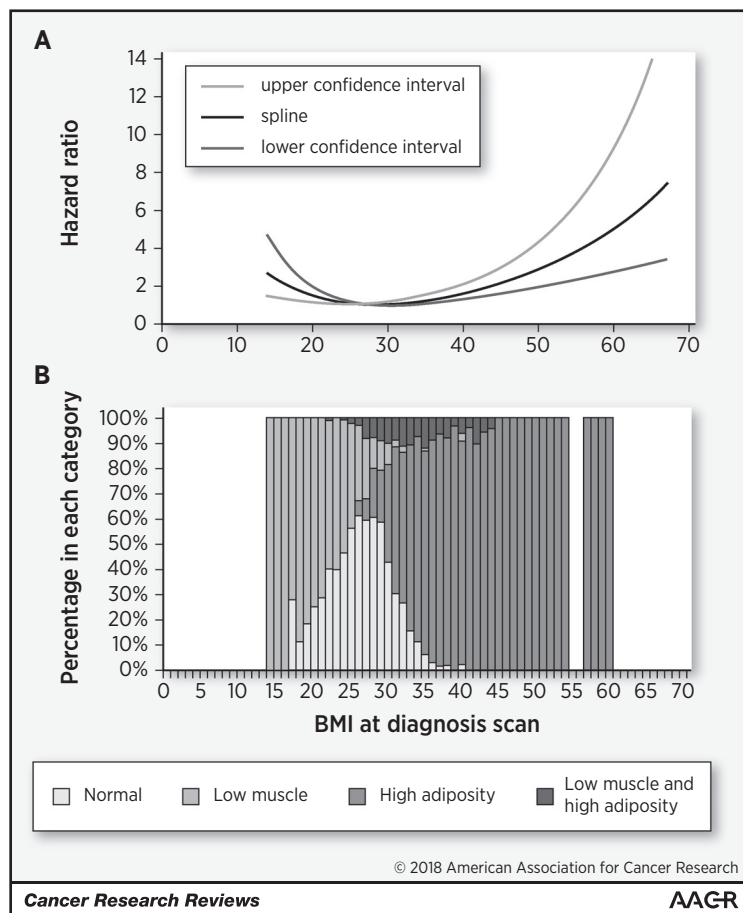 A
Hazard ratio
14
12
10
8
6
4
2
0
upper confidence interval
spline
lower confidence interval
0 10 20 30 40 50 60 70
B
Percentage in each category
100%
90%
80%
70%
60%
50%
40%
30%
20%
10%
0%
0 5 10 15 20 25 30 35 40 45 50 55 60 65 70
BMI at diagnosis scan
Normal
Low muscle
High adiposity
Low muscle and
high adiposity
© 2018 American Association for Cancer Research
Cancer Research Reviews
AACR